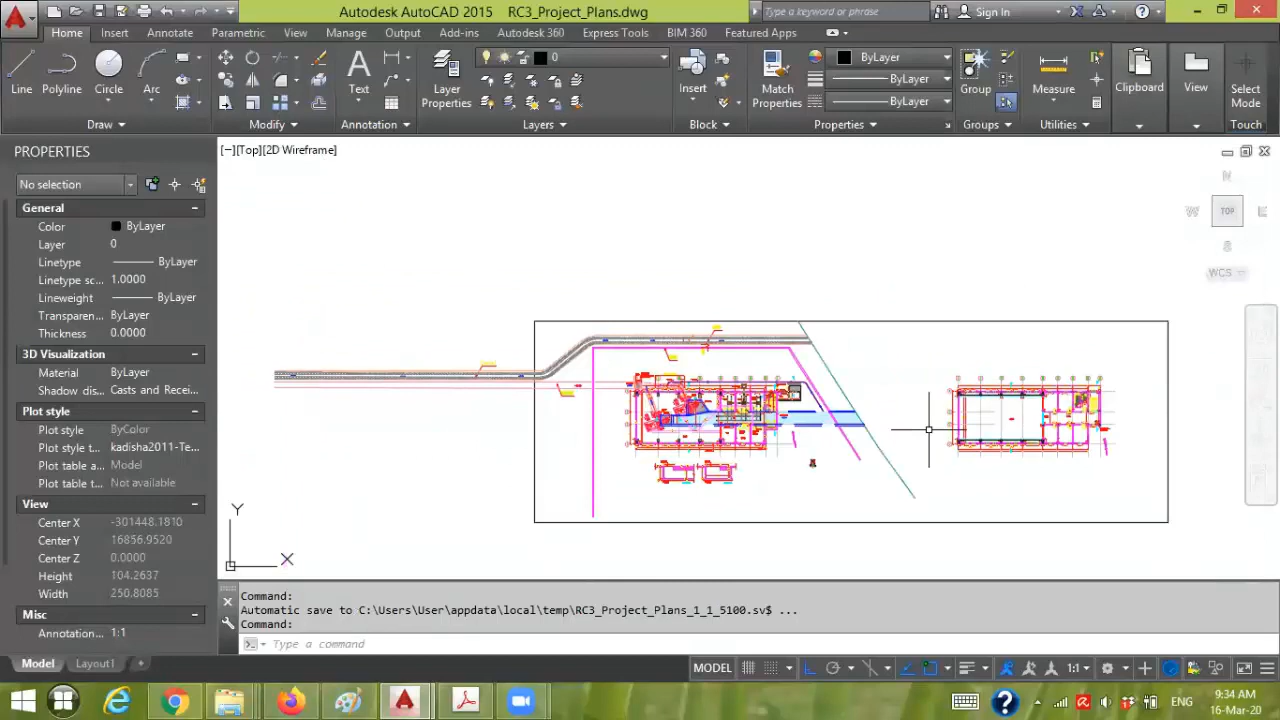 Autodesk AutoCAD 2015 RC3_Project_Plans.dwg
Type a keyword or phrase
Sign In
Home Insert Annotate Parametric View Manage Output Add-ins Autodesk 360 Express Tools BIM 360 Featured Apps
Line Polyline Circle Arc
Text
Layer
Properties
0
Insert
Match
Properties
ByLayer
ByLayer
ByLayer
Group
Measure
Clipboard
View
Select
Mode
Draw Modify Annotation Layers Block Properties Groups Utilities Touch
PROPERTIES
[−][Top][2D Wireframe]
No selection
General
Color ByLayer
Layer 0
Linetype ByLayer
Linetype sc... 1.0000
Lineweight ByLayer
Transparen... ByLayer
Thickness 0.0000
3D Visualization
Material ByLayer
Shadow dis... Casts and Recei...
Plot style
Plot style ByColor
Plot style t... kadisha2011-Te...
Plot table a... Model
Plot table t... Not available
View
Center X -301448.1810
Center Y 16856.9520
Center Z 0.0000
Height 104.2637
Width 250.8085
Misc
Annotation... 1:1
N
W TOP E
S
WCS
Y
X
Command:
Automatic save to C:\Users\User\appdata\local\temp\RC3_Project_Plans_1_1_5100.sv$ ...
Command:
Type a command
Model Layout1 +
MODEL
1:1
ENG
9:34 AM
16-Mar-20